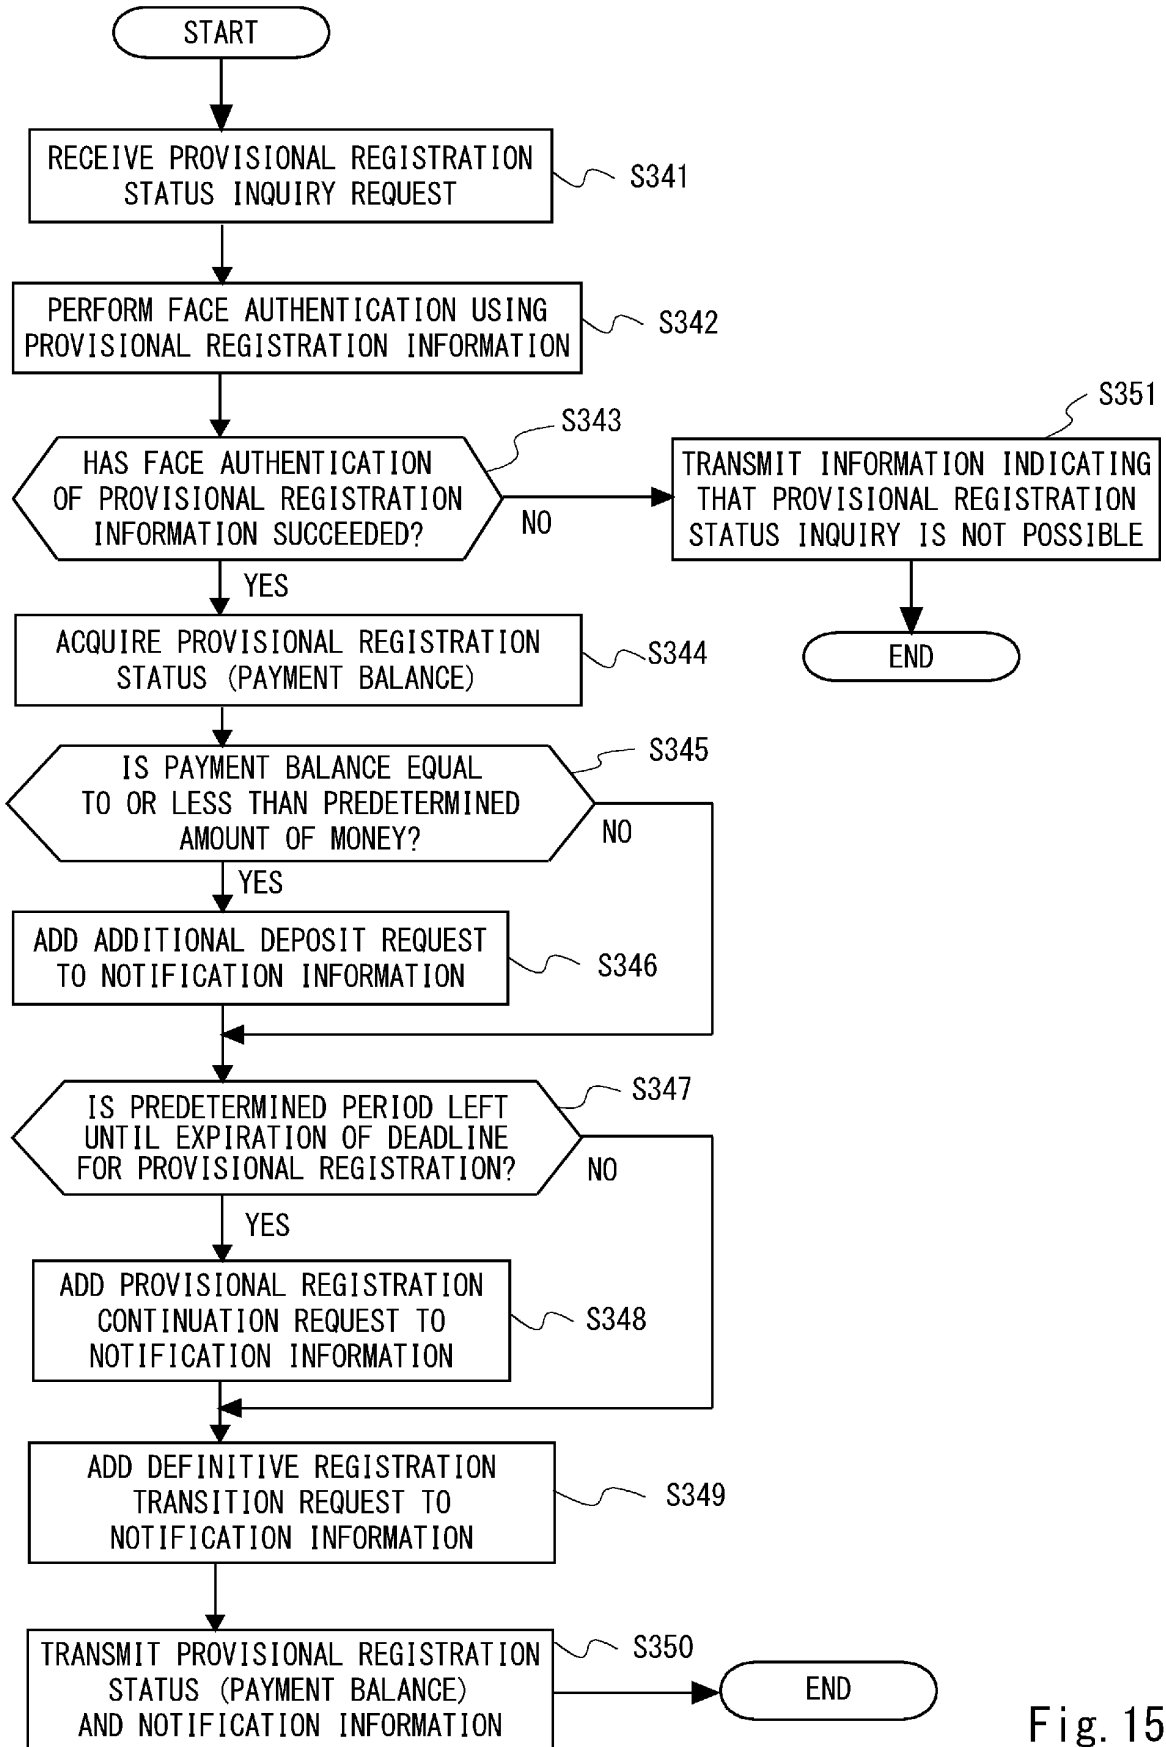 START
RECEIVE PROVISIONAL REGISTRATION
STATUS INQUIRY REQUEST
S341
PERFORM FACE AUTHENTICATION USING
PROVISIONAL REGISTRATION INFORMATION
S342
HAS FACE AUTHENTICATION
OF PROVISIONAL REGISTRATION
INFORMATION SUCCEEDED?
S343
NO
YES
S351
TRANSMIT INFORMATION INDICATING
THAT PROVISIONAL REGISTRATION
STATUS INQUIRY IS NOT POSSIBLE
END
ACQUIRE PROVISIONAL REGISTRATION
STATUS (PAYMENT BALANCE)
S344
IS PAYMENT BALANCE EQUAL
TO OR LESS THAN PREDETERMINED
AMOUNT OF MONEY?
S345
NO
YES
ADD ADDITIONAL DEPOSIT REQUEST
TO NOTIFICATION INFORMATION
S346
IS PREDETERMINED PERIOD LEFT
UNTIL EXPIRATION OF DEADLINE
FOR PROVISIONAL REGISTRATION?
S347
NO
YES
ADD PROVISIONAL REGISTRATION
CONTINUATION REQUEST TO
NOTIFICATION INFORMATION
S348
ADD DEFINITIVE REGISTRATION
TRANSITION REQUEST TO
NOTIFICATION INFORMATION
S349
TRANSMIT PROVISIONAL REGISTRATION
STATUS (PAYMENT BALANCE)
AND NOTIFICATION INFORMATION
S350
END
Fig. 15